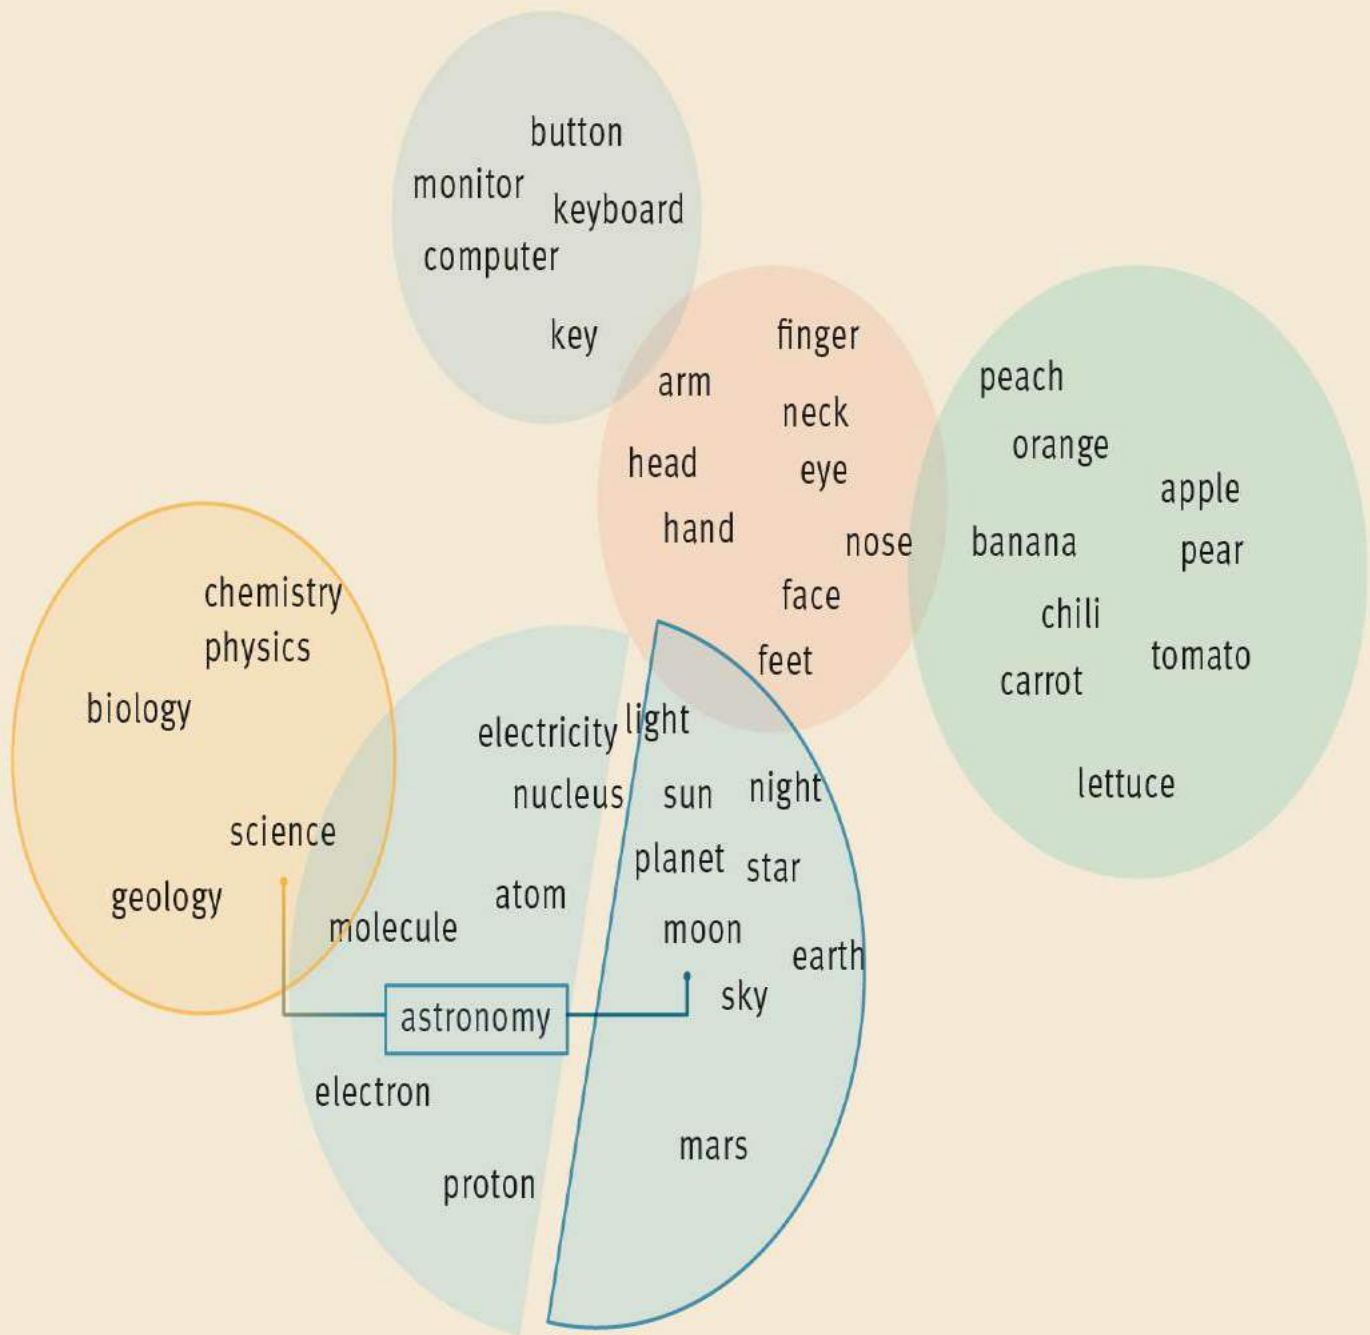 button
monitor
keyboard
computer
key
finger
arm
neck
head
eye
hand
nose
face
feet
peach
orange
apple
banana
pear
chili
tomato
carrot
lettuce
chemistry
physics
biology
science
geology
electricity
nucleus
atom
molecule
astronomy
electron
proton
light
sun
night
planet
star
moon
earth
sky
mars